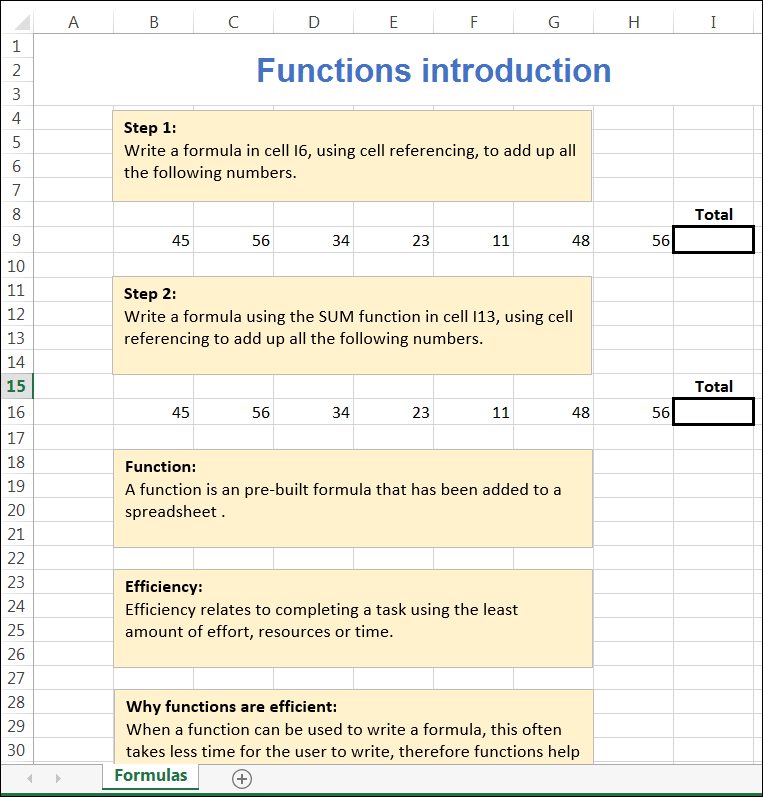 A B C D E F G H I
1
2 Functions introduction
3
4
Step 1:
5 Write a formula in cell I6, using cell referencing, to add up all
6 the following numbers.
7
8 Total
9 45 56 34 23 11 48 56
10
11 Step 2:
12 Write a formula using the SUM function in cell I13, using cell
13 referencing to add up all the following numbers.
14
15 Total
16 45 56 34 23 11 48 56
17
18 Function:
19 A function is an pre-built formula that has been added to a
20 spreadsheet .
21
22
23 Efficiency:
24 Efficiency relates to completing a task using the least
25 amount of effort, resources or time.
26
27
28 Why functions are efficient:
29 When a function can be used to write a formula, this often
30 takes less time for the user to write, therefore functions help
Formulas